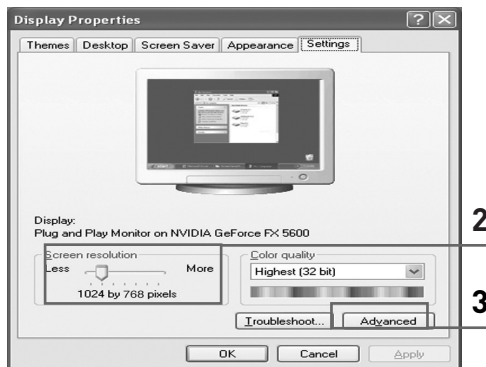 Display Properties
Themes Desktop Screen Saver Appearance Settings
Display:
Plug and Play Monitor on NVIDIA GeForce FX 5600
Screen resolution
Less More
1024 by 768 pixels
Color quality
Highest (32 bit)
2
Troubleshoot... Advanced
3
OK Cancel Apply